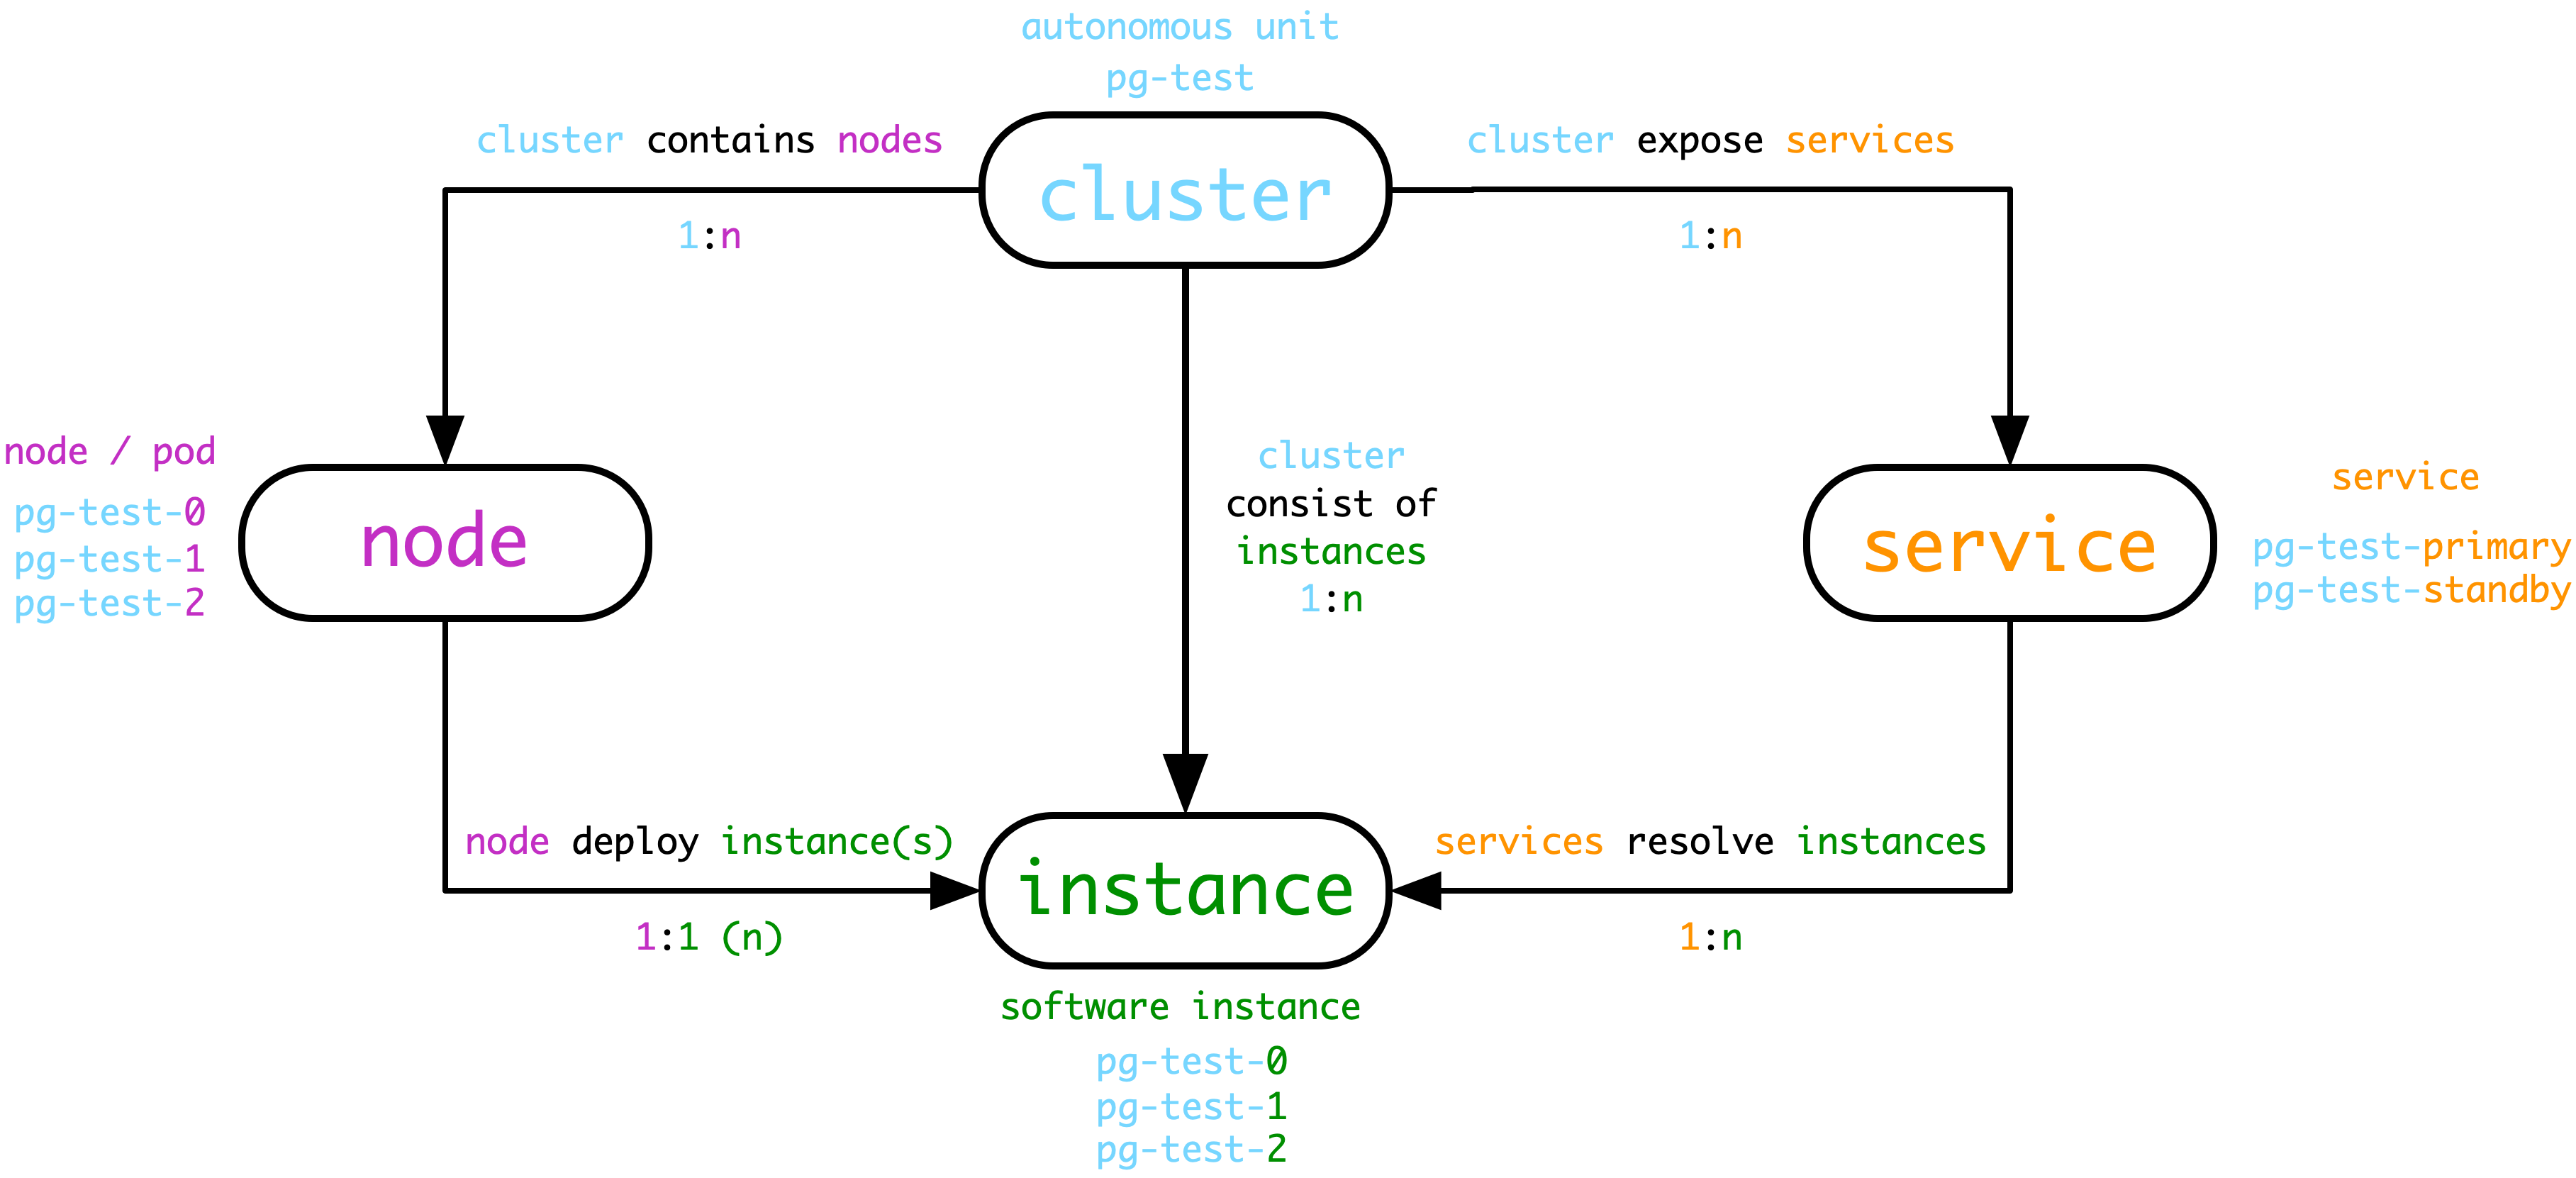 autonomous unit
pg-test
cluster contains nodes
cluster
cluster expose services
1:n
1:n
node / pod
pg-test-0
pg-test-1
pg-test-2
node
cluster
consist of
instances
1:n
service
service
pg-test-primary
pg-test-standby
node deploy instance(s)
1:1 (n)
instance
services resolve instances
1:n
software instance
pg-test-0
pg-test-1
pg-test-2